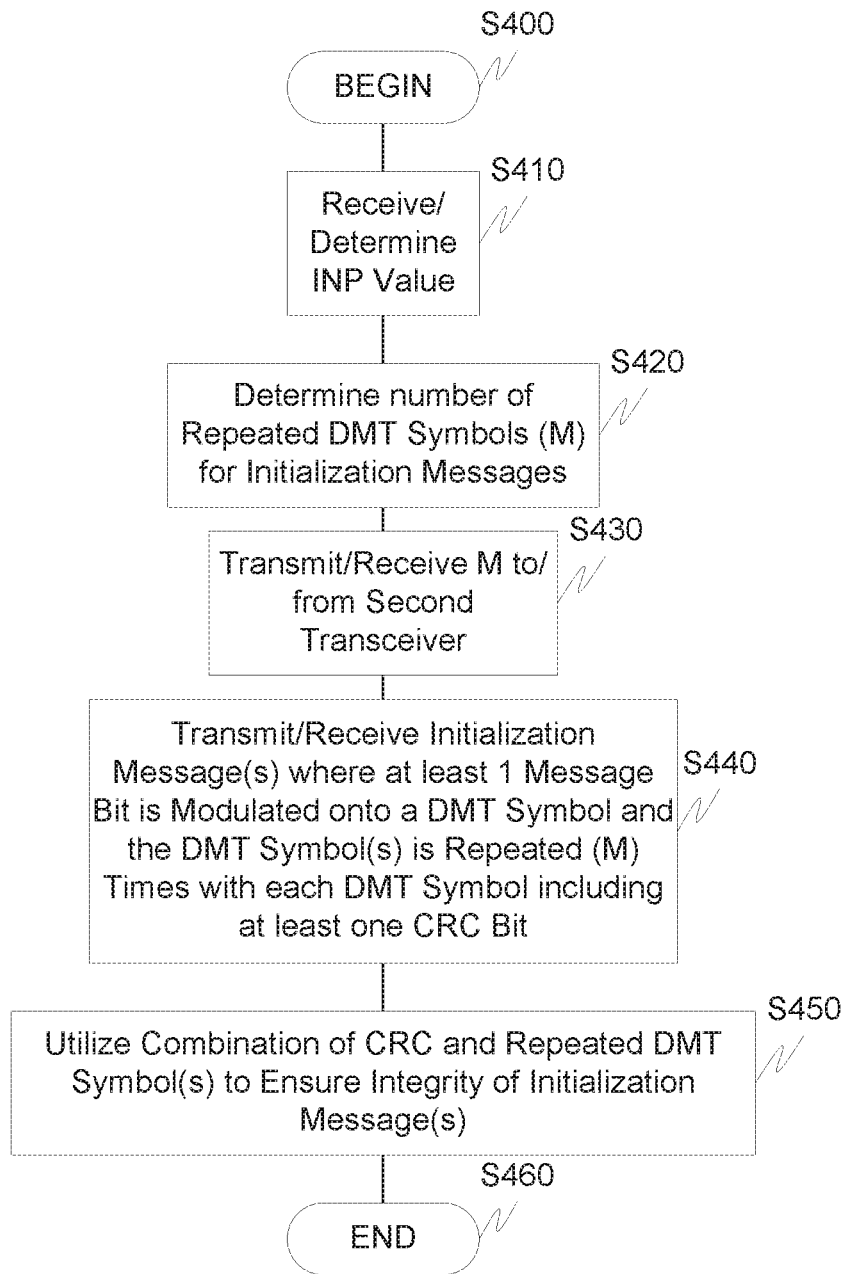 S400
BEGIN
S410
Receive/
Determine
INP Value
S420
Determine number of
Repeated DMT Symbols (M)
for Initialization Messages
S430
Transmit/Receive M to/
from Second
Transceiver
S440
Transmit/Receive Initialization
Message(s) where at least 1 Message
Bit is Modulated onto a DMT Symbol and
the DMT Symbol(s) is Repeated (M)
Times with each DMT Symbol including
at least one CRC Bit
S450
Utilize Combination of CRC and Repeated DMT
Symbol(s) to Ensure Integrity of Initialization
Message(s)
S460
END